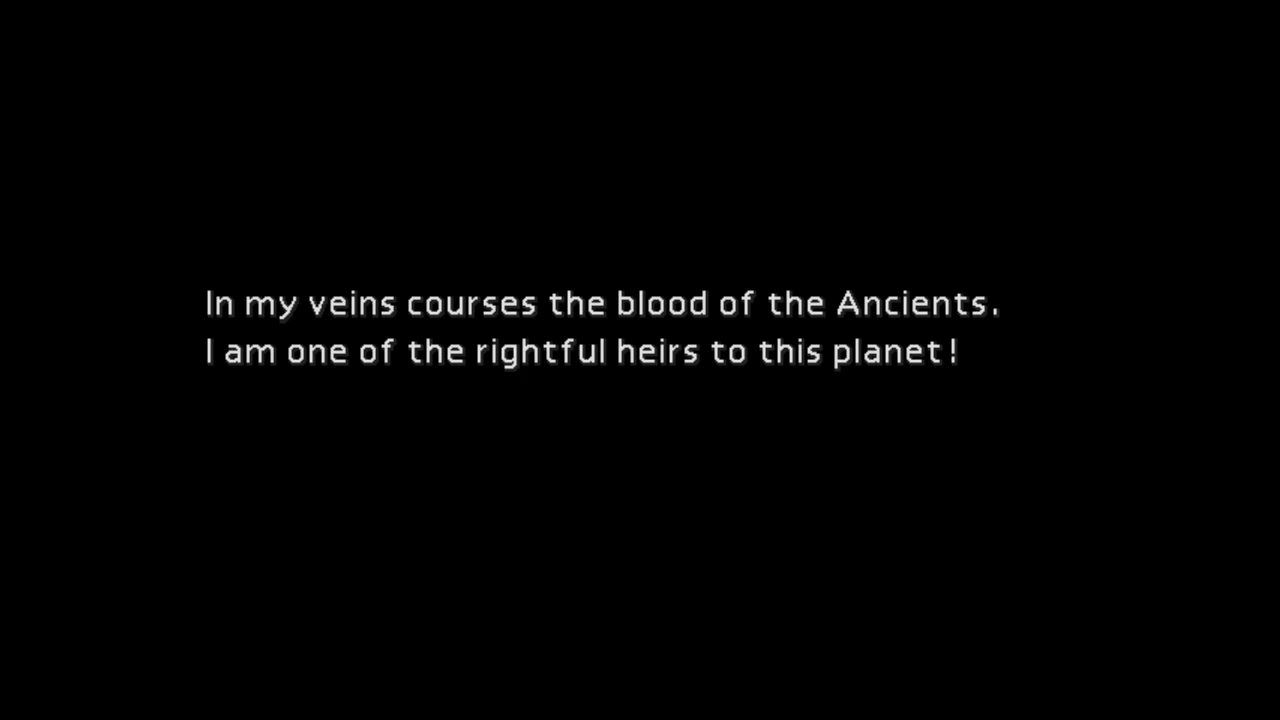 In my veins courses the blood of the Ancients.
I am one of the rightful heirs to this planet!